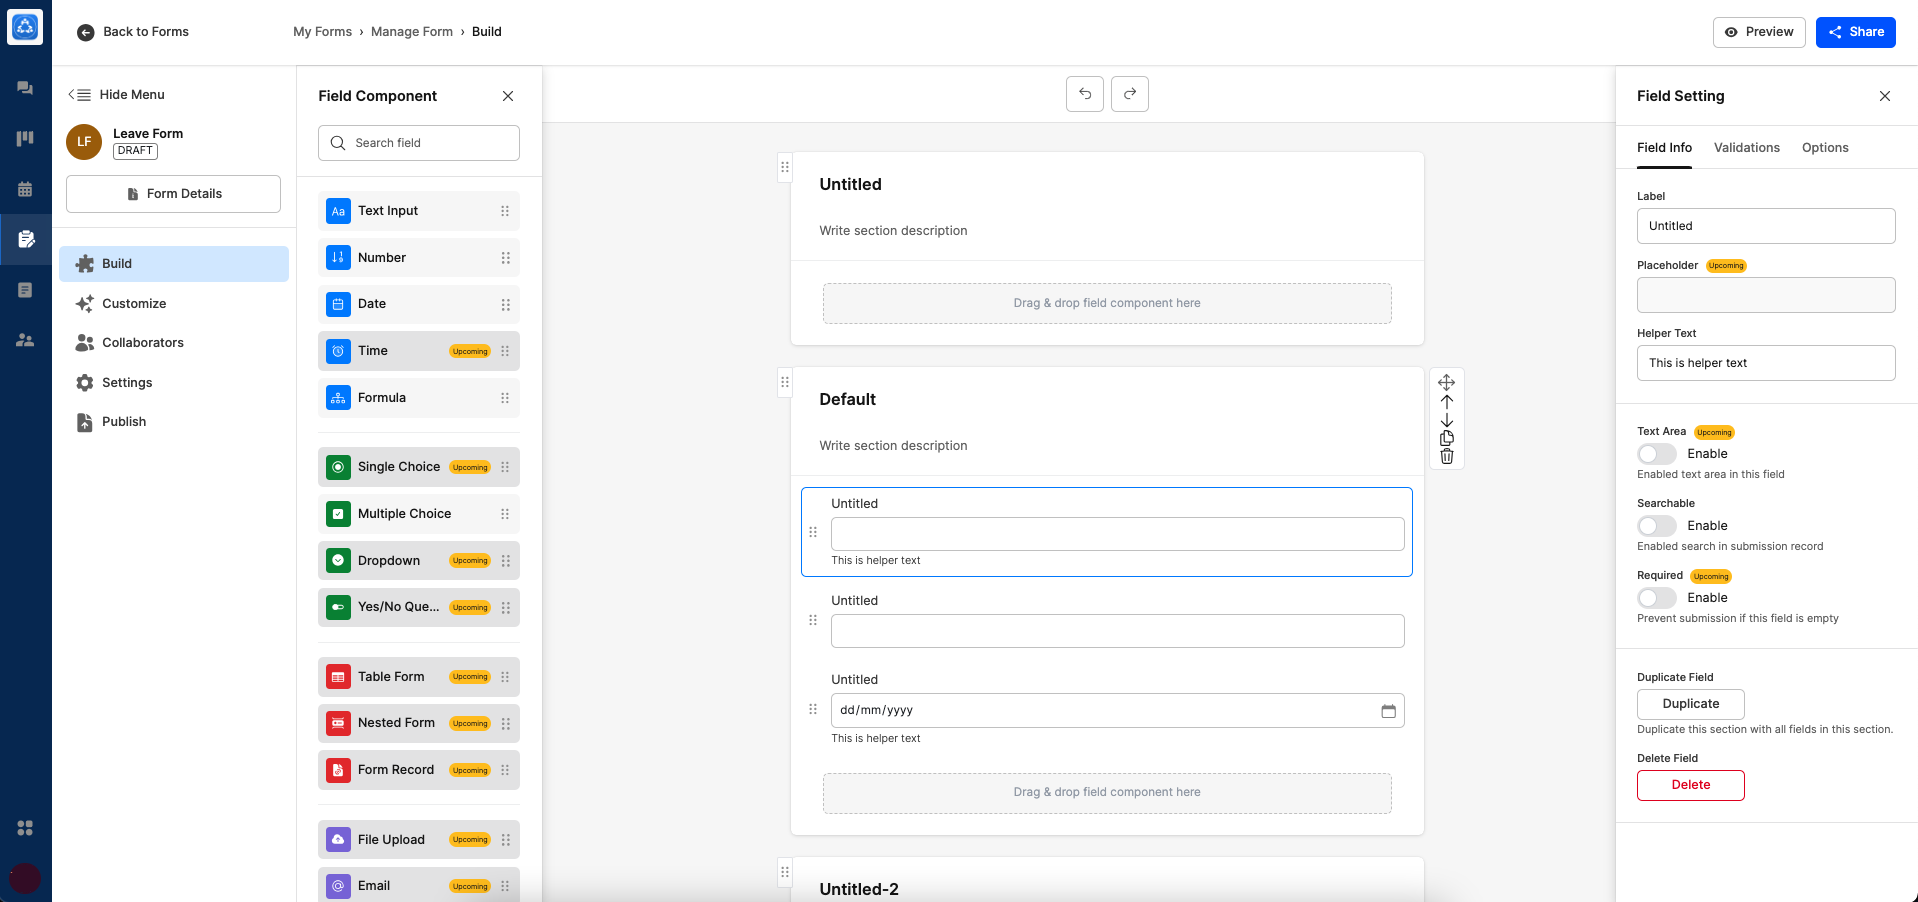 Back to Forms
My Forms › Manage Form › Build
Preview
Share
Hide Menu
LF
Leave Form
DRAFT
Form Details
Build
Customize
Collaborators
Settings
Publish
Field Component
Search field
Aa Text Input
Number
Date
Time Upcoming
Formula
Single Choice Upcoming
Multiple Choice
Dropdown Upcoming
Yes/No Que... Upcoming
Table Form Upcoming
Nested Form Upcoming
Form Record Upcoming
File Upload Upcoming
Email Upcoming
Untitled
Write section description
Drag & drop field component here
Default
Write section description
Untitled
This is helper text
Untitled
Untitled
dd/mm/yyyy
This is helper text
Drag & drop field component here
Untitled-2
Field Setting
Field Info Validations Options
Label
Untitled
Placeholder Upcoming
Helper Text
This is helper text
Text Area Upcoming
Enable
Enabled text area in this field
Searchable
Enable
Enabled search in submission record
Required Upcoming
Enable
Prevent submission if this field is empty
Duplicate Field
Duplicate
Duplicate this section with all fields in this section.
Delete Field
Delete